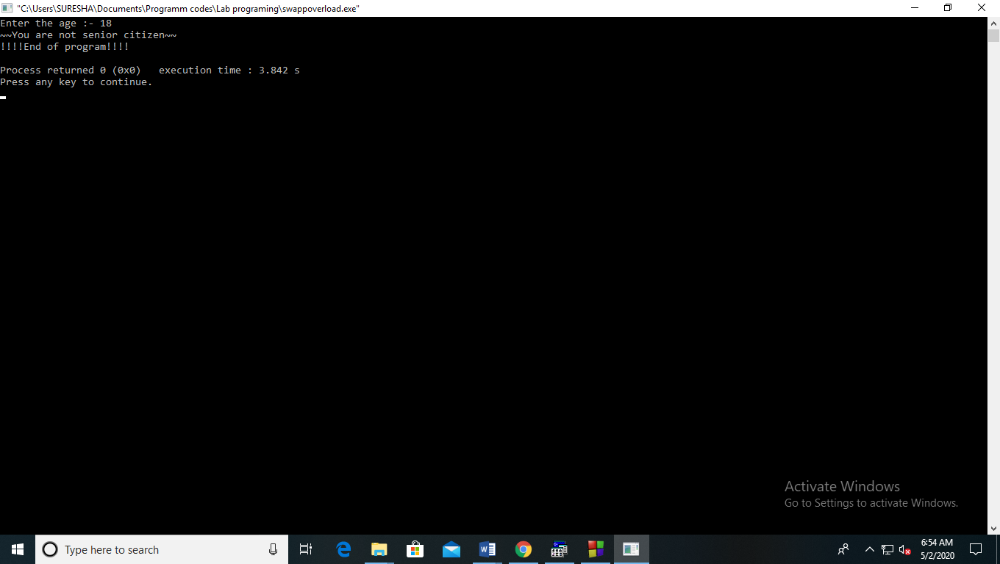 "C:\Users\SURESHA\Documents\Programm codes\Lab programing\swappoverload.exe"
Enter the age :- 18
~~You are not senior citizen~~
!!!!End of program!!!!
Process returned 0 (0x0)   execution time : 3.842 s
Press any key to continue.
Activate Windows
Go to Settings to activate Windows.
Type here to search
6:54 AM
5/2/2020